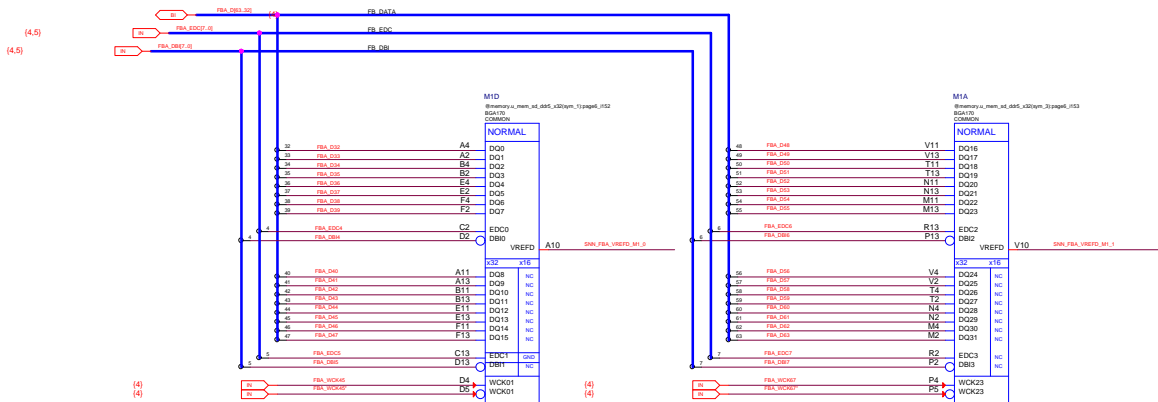 BI FBA_D[63..32] FB_DATA
{4,5} IN FBA_EDC[7..0] FB_EDC
{4,5} IN FBA_DBI[7..0] FB_DBI
M1D
@memory.u_mem_sd_ddr5_x32(sym_1):page6_i152
BGA170
COMMON
NORMAL
32 FBA_D32 A4 DQ0
33 FBA_D33 A2 DQ1
34 FBA_D34 B4 DQ2
35 FBA_D35 B2 DQ3
36 FBA_D36 E4 DQ4
37 FBA_D37 E2 DQ5
38 FBA_D38 F4 DQ6
39 FBA_D39 F2 DQ7
4 FBA_EDC4 C2 EDC0
4 FBA_DBI4 D2 DBI0
VREFD A10 SNN_FBA_VREFD_M1_0
x32 x16
40 FBA_D40 A11 DQ8 NC
41 FBA_D41 A13 DQ9 NC
42 FBA_D42 B11 DQ10 NC
43 FBA_D43 B13 DQ11 NC
44 FBA_D44 E11 DQ12 NC
45 FBA_D45 E13 DQ13 NC
46 FBA_D46 F11 DQ14 NC
47 FBA_D47 F13 DQ15 NC
5 FBA_EDC5 C13 EDC1 GND
5 FBA_DBI5 D13 DBI1 NC
{4} IN FBA_WCK45 D4 WCK01
{4} IN FBA_WCK45* D5 WCK01
M1A
@memory.u_mem_sd_ddr5_x32(sym_3):page6_i153
BGA170
COMMON
NORMAL
48 FBA_D48 V11 DQ16
49 FBA_D49 V13 DQ17
50 FBA_D50 T11 DQ18
51 FBA_D51 T13 DQ19
52 FBA_D52 N11 DQ20
53 FBA_D53 N13 DQ21
54 FBA_D54 M11 DQ22
55 FBA_D55 M13 DQ23
6 FBA_EDC6 R13 EDC2
6 FBA_DBI6 P13 DBI2
VREFD V10 SNN_FBA_VREFD_M1_1
x32 x16
56 FBA_D56 V4 DQ24 NC
57 FBA_D57 V2 DQ25 NC
58 FBA_D58 T4 DQ26 NC
59 FBA_D59 T2 DQ27 NC
60 FBA_D60 N4 DQ28 NC
61 FBA_D61 N2 DQ29 NC
62 FBA_D62 M4 DQ30 NC
63 FBA_D63 M2 DQ31 NC
7 FBA_EDC7 R2 EDC3
7 FBA_DBI7 P2 DBI3
{4} IN FBA_WCK67 P4 WCK23
{4} IN FBA_WCK67* P5 WCK23